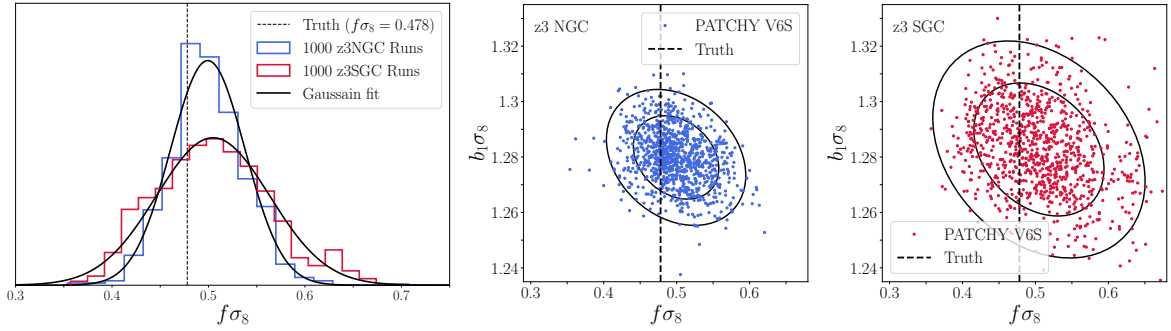 Truth (fσ₈ = 0.478)
1000 z3NGC Runs
1000 z3SGC Runs
Gaussain fit
0.3 0.4 0.5 0.6 0.7
fσ₈
z3 NGC
PATCHY V6S
Truth
1.32
1.3
1.28
1.26
1.24
b₁σ₈
0.3 0.4 0.5 0.6
fσ₈
z3 SGC
PATCHY V6S
Truth
1.32
1.3
1.28
1.26
1.24
b₁σ₈
0.3 0.4 0.5 0.6
fσ₈